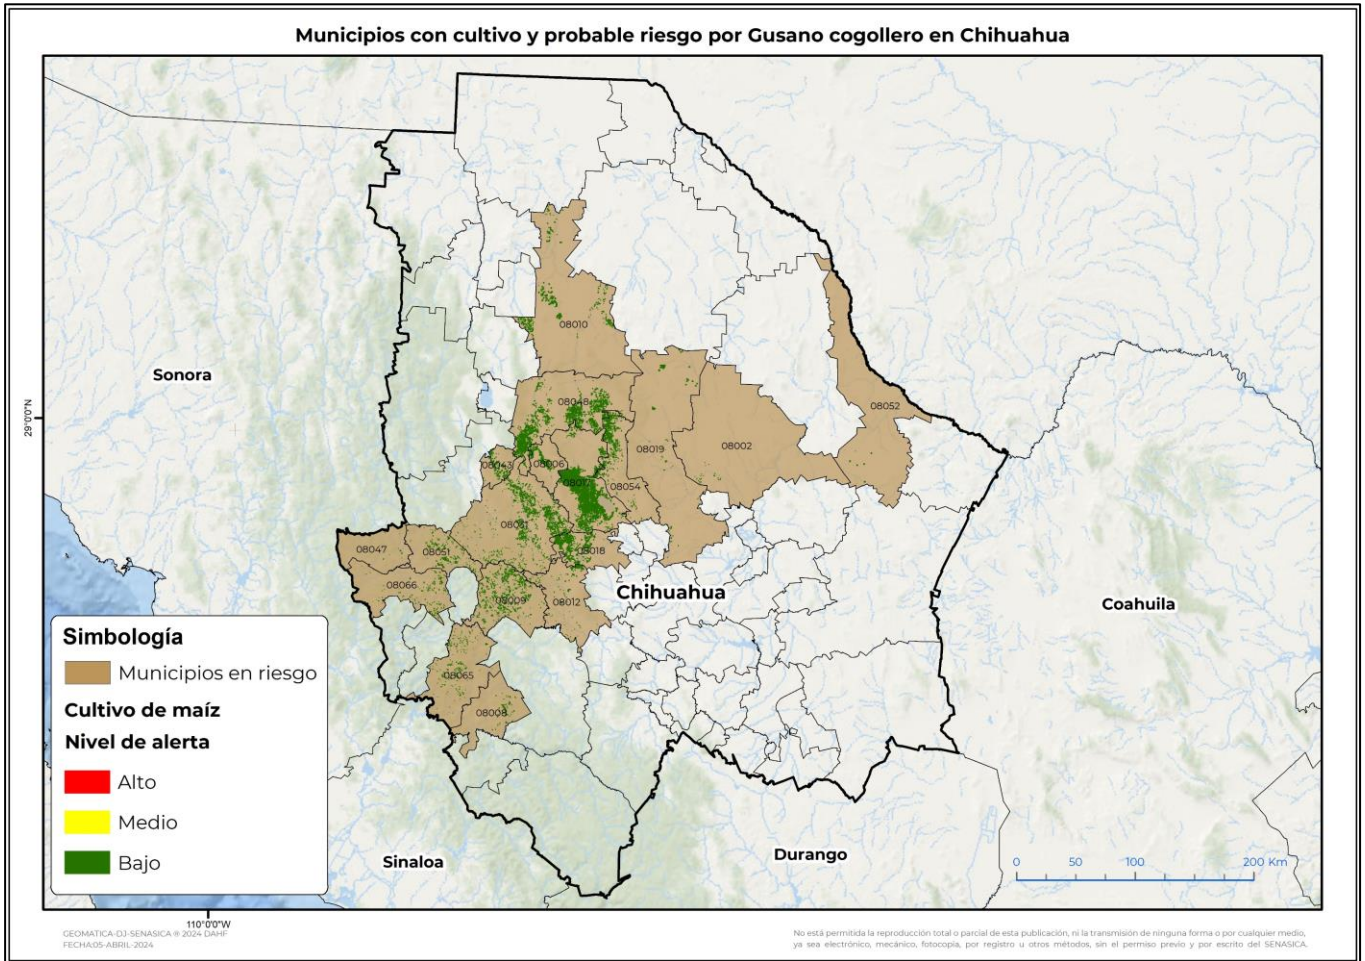 Municipios con cultivo y probable riesgo por Gusano cogollero en Chihuahua
08010
Sonora
08052
08048
29°0'0"N
08002
08019
08043
08006
08017
08054
08031
08018
08047
08051
08066
08009
08012
Chihuahua
Coahuila
Simbología
Municipios en riesgo
Cultivo de maíz
Nivel de alerta
Alto
Medio
Bajo
08065
08008
Sinaloa
Durango
0 50 100 200 Km
110°0'0"W
GEOMATICA-DJ-SENASICA ® 2024 DAHF
FECHA:05-ABRIL-2024
No está permitida la reproducción total o parcial de esta publicación, ni la transmisión de ninguna forma o por cualquier medio,
ya sea electrónico, mecánico, fotocopia, por registro u otros métodos, sin el permiso previo y por escrito del SENASICA.